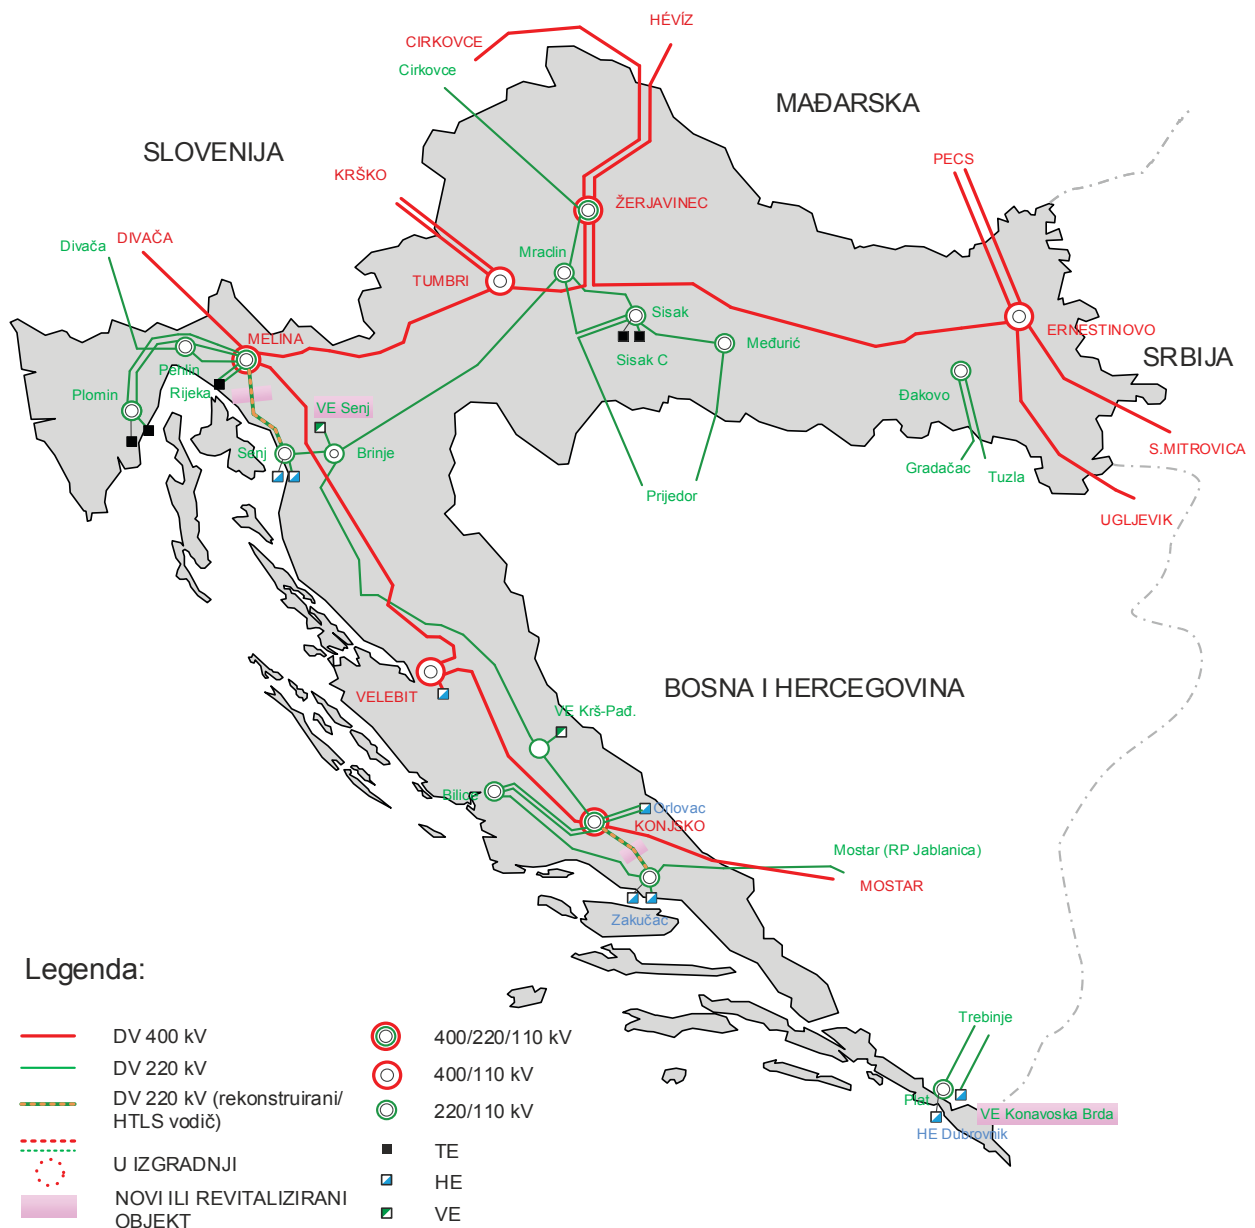 HÉVÍZ
CIRKOVCE
Cirkovce
MAĐARSKA
SLOVENIJA
PECS
KRŠKO
ŽERJAVINEC
DIVAČA
Divača
Mraclin
TUMBRI
Sisak
ERNESTINOVO
MELINA
Međurić
SRBIJA
Sisak C
Pehlin
Rijeka
Plomin
Đakovo
VE Senj
S.MITROVICA
Senj
Brinje
Gradačac
Tuzla
Prijedor
UGLJEVIK
BOSNA I HERCEGOVINA
VELEBIT
VE Krš-Pađ.
Bilice
Orlovac
KONJSKO
Mostar (RP Jablanica)
MOSTAR
Zakučac
Legenda:
Trebinje
DV 400 kV
400/220/110 kV
DV 220 kV
400/110 kV
DV 220 kV (rekonstruirani/
HTLS vodič)
220/110 kV
Plat
VE Konavoska Brda
HE Dubrovnik
TE
U IZGRADNJI
HE
NOVI ILI REVITALIZIRANI
OBJEKT
VE